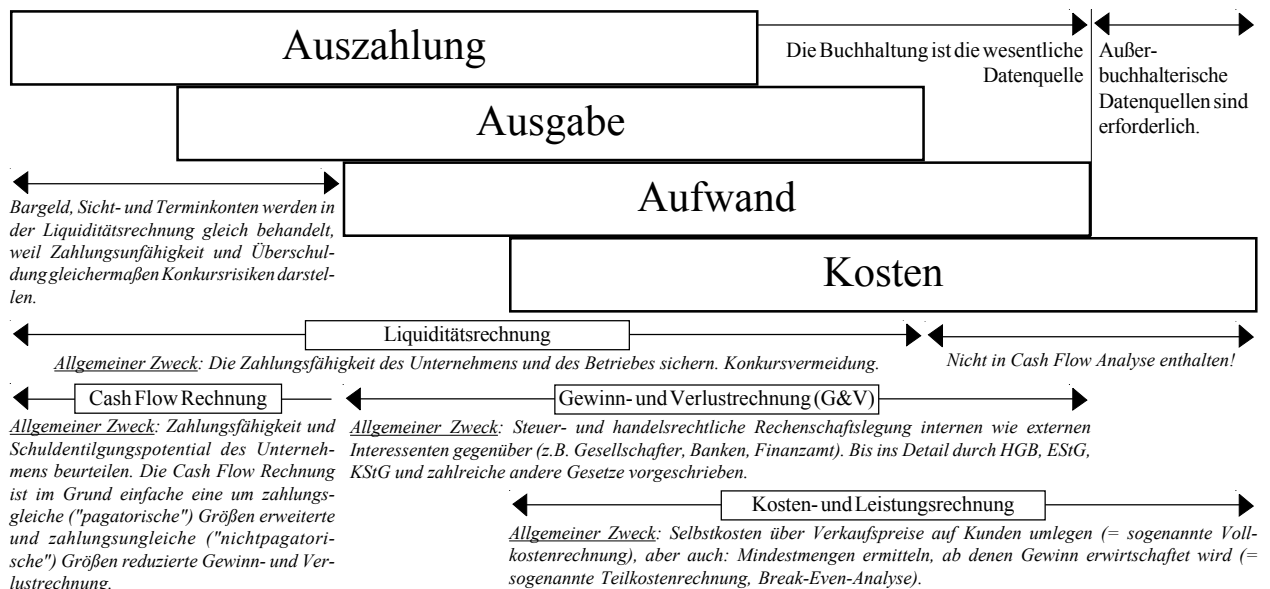 Auszahlung
Die Buchhaltung ist die wesentliche
Datenquelle
Außer-
buchhalterische
Datenquellen sind
erforderlich.
Ausgabe
Aufwand
Bargeld, Sicht- und Terminkonten werden in
der Liquiditätsrechnung gleich behandelt,
weil Zahlungsunfähigkeit und Überschul-
dung gleichermaßen Konkursrisiken darstel-
len.
Kosten
Liquiditätsrechnung
Allgemeiner Zweck: Die Zahlungsfähigkeit des Unternehmens und des Betriebes sichern. Konkursvermeidung.
Nicht in Cash Flow Analyse enthalten!
Cash Flow Rechnung
Allgemeiner Zweck: Zahlungsfähigkeit und
Schuldentilgungspotential des Unterneh-
mens beurteilen. Die Cash Flow Rechnung
ist im Grund einfache eine um zahlungs-
gleiche ("pagatorische") Größen erweiterte
und zahlungsungleiche ("nichtpagatori-
sche") Größen reduzierte Gewinn- und Ver-
lustrechnung.
Gewinn- und Verlustrechnung (G&V)
Allgemeiner Zweck: Steuer- und handelsrechtliche Rechenschaftslegung internen wie externen
Interessenten gegenüber (z.B. Gesellschafter, Banken, Finanzamt). Bis ins Detail durch HGB, EStG,
KStG und zahlreiche andere Gesetze vorgeschrieben.
Kosten- und Leistungsrechnung
Allgemeiner Zweck: Selbstkosten über Verkaufspreise auf Kunden umlegen (= sogenannte Voll-
kostenrechnung), aber auch: Mindestmengen ermitteln, ab denen Gewinn erwirtschaftet wird (=
sogenannte Teilkostenrechnung, Break-Even-Analyse).